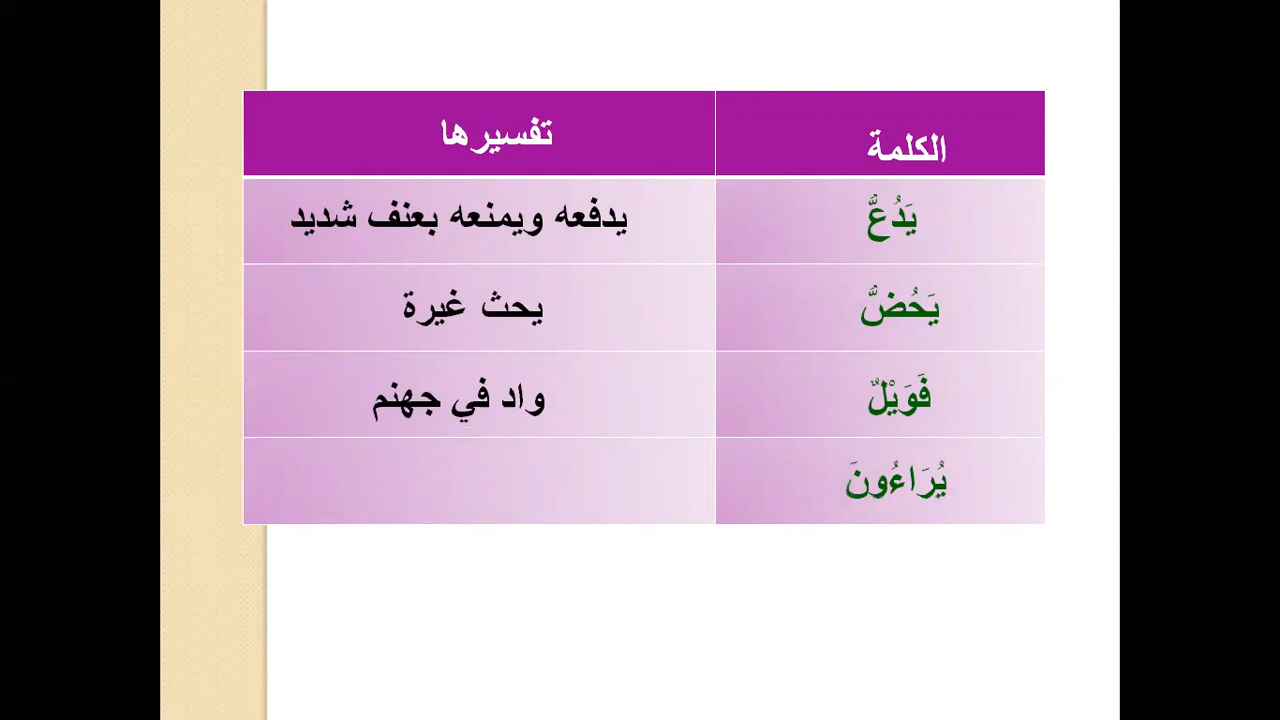 الكلمة تفسيرها
يَدُعُّ يدفعه ويمنعه بعنف شديد
يَحُضُّ يحث غيرة
فَوَيْلٌ واد في جهنم
يُرَاءُونَ